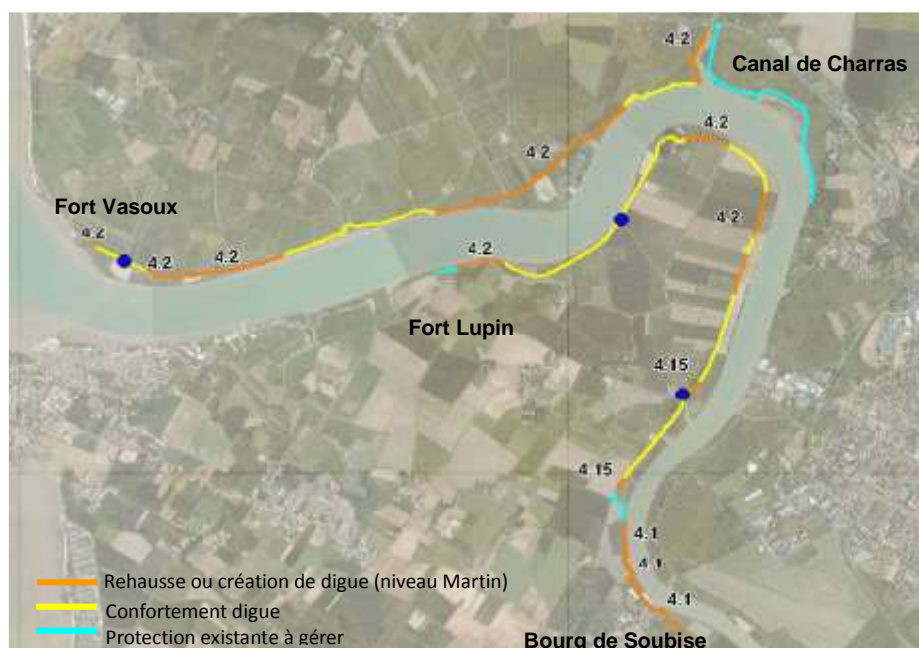 4.2
Canal de Charras
4.2
4.2
Fort Vasoux
4.2
4.2
4.2
4.2
4.2
Fort Lupin
4.15
4.15
4.1
4.1
4.1
Rehausse ou création de digue (niveau Martin)
Confortement digue
Protection existante à gérer
Bourg de Soubise